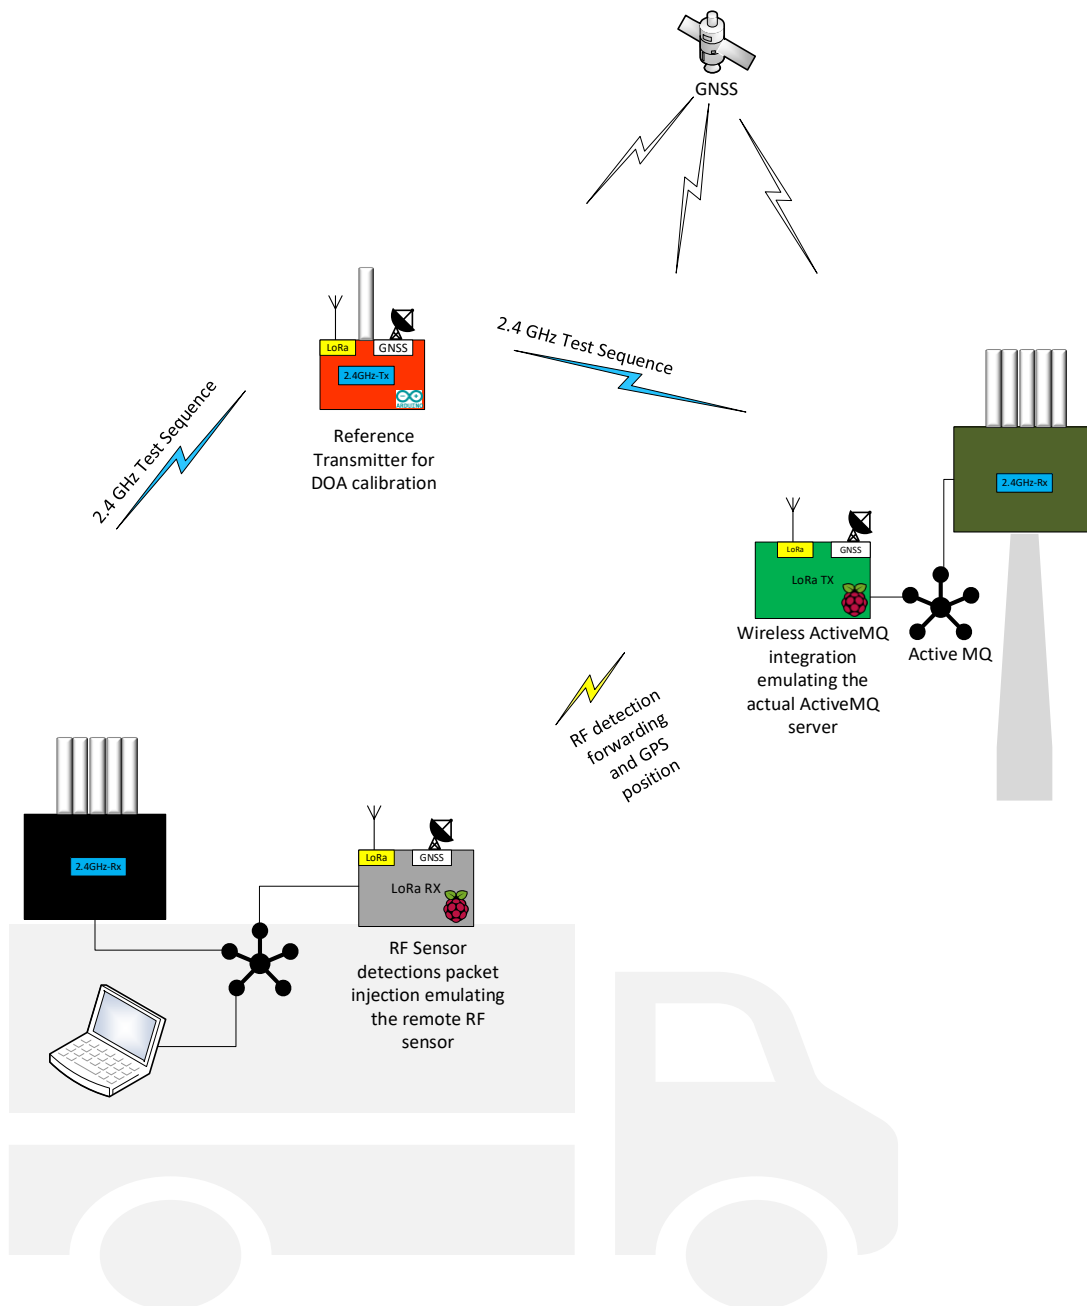 GNSS
2.4 GHz Test Sequence
2.4 GHz Test Sequence
LoRa
GNSS
2.4GHz-Tx
ARDUINO
Reference
Transmitter for
DOA calibration
2.4GHz-Rx
LoRa
GNSS
LoRa TX
Wireless ActiveMQ
integration
emulating the
actual ActiveMQ
server
Active MQ
RF detection
forwarding
and GPS
position
2.4GHz-Rx
LoRa
GNSS
LoRa RX
RF Sensor
detections packet
injection emulating
the remote RF
sensor